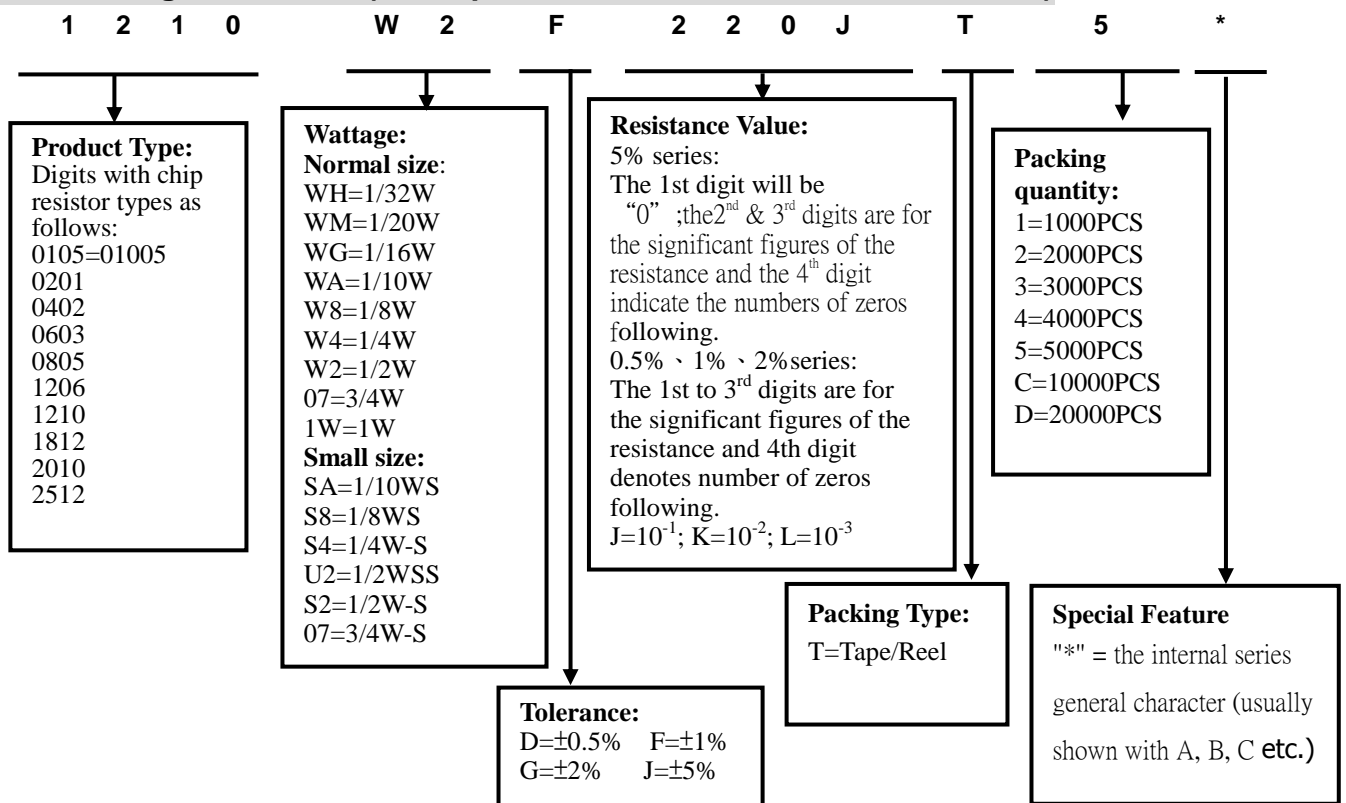 1 2 1 0 W 2 F 2 2 0 J T 5 *
Product Type:
Digits with chip
resistor types as
follows:
0105=01005
0201
0402
0603
0805
1206
1210
1812
2010
2512
Wattage:
Normal size:
WH=1/32W
WM=1/20W
WG=1/16W
WA=1/10W
W8=1/8W
W4=1/4W
W2=1/2W
07=3/4W
1W=1W
Small size:
SA=1/10WS
S8=1/8WS
S4=1/4W-S
U2=1/2WSS
S2=1/2W-S
07=3/4W-S
Tolerance:
D=±0.5% F=±1%
G=±2% J=±5%
Resistance Value:
5% series:
The 1st digit will be
“0” ;the2nd & 3rd digits are for
the significant figures of the
resistance and the 4th digit
indicate the numbers of zeros
following.
0.5%、1%、2%series:
The 1st to 3rd digits are for
the significant figures of the
resistance and 4th digit
denotes number of zeros
following.
J=10-1; K=10-2; L=10-3
Packing Type:
T=Tape/Reel
Packing
quantity:
1=1000PCS
2=2000PCS
3=3000PCS
4=4000PCS
5=5000PCS
C=10000PCS
D=20000PCS
Special Feature
"*" = the internal series
general character (usually
shown with A, B, C etc.)